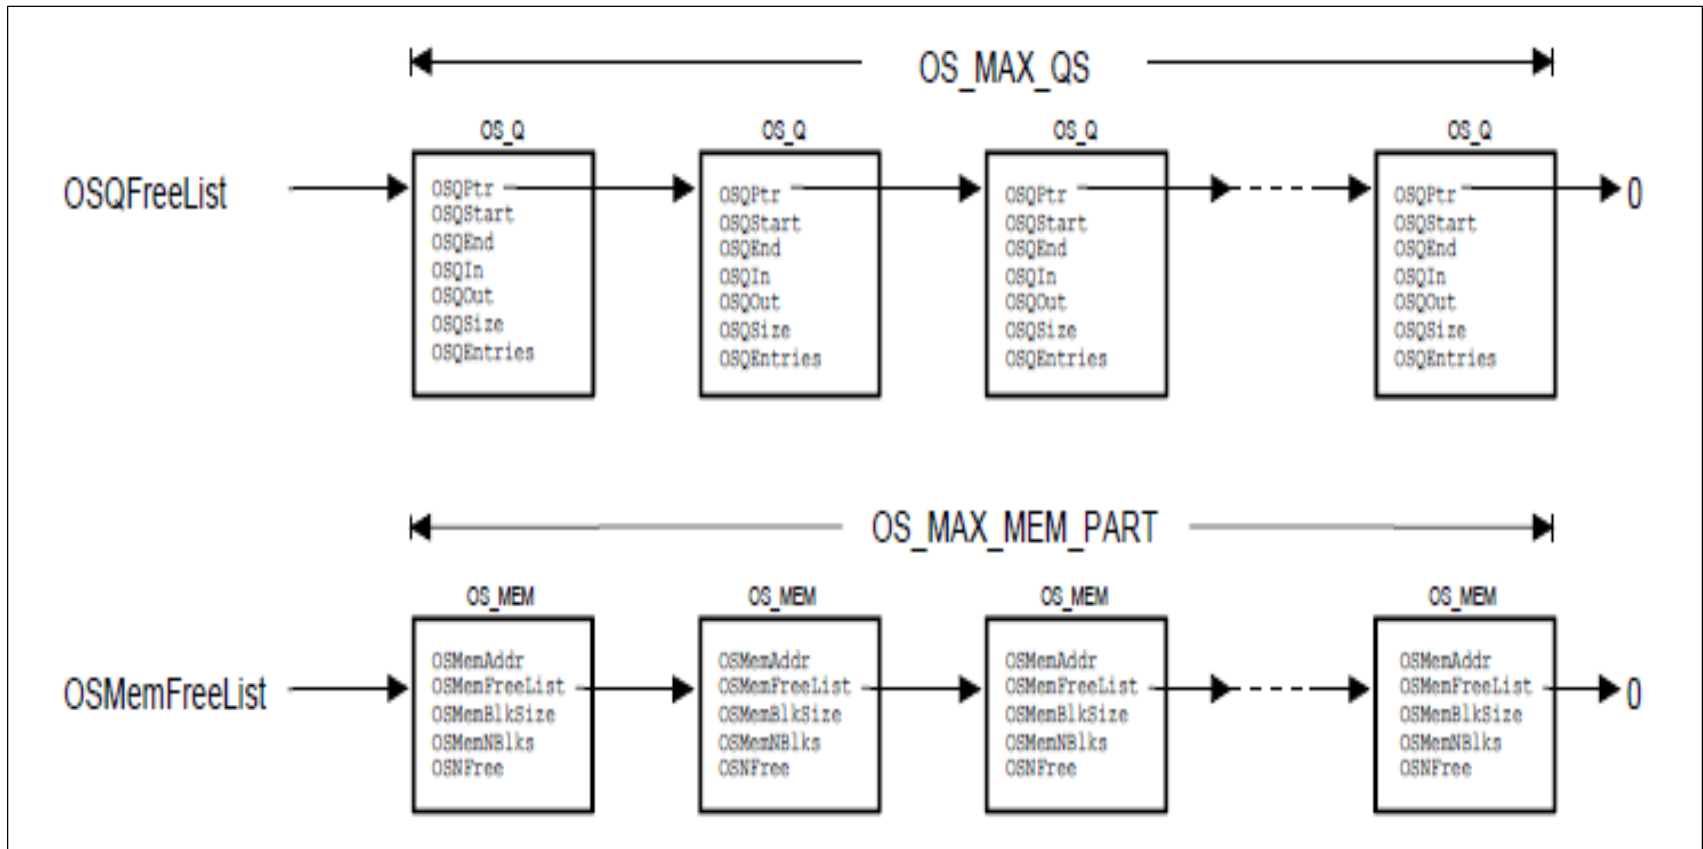 OS_MAX_QS
OS_Q OS_Q OS_Q OS_Q
OSQFreeList
OSQPtr
OSQStart
OSQEnd
OSQIn
OSQOut
OSQSize
OSQEntries
OSQPtr
OSQStart
OSQEnd
OSQIn
OSQOut
OSQSize
OSQEntries
OSQPtr
OSQStart
OSQEnd
OSQIn
OSQOut
OSQSize
OSQEntries
OSQPtr
OSQStart
OSQEnd
OSQIn
OSQOut
OSQSize
OSQEntries
0
OS_MAX_MEM_PART
OS_MEM OS_MEM OS_MEM OS_MEM
OSMemFreeList
OSMemAddr
OSMemFreeList
OSMemBlkSize
OSMemNBlks
OSNFree
OSMemAddr
OSMemFreeList
OSMemBlkSize
OSMemNBlks
OSNFree
OSMemAddr
OSMemFreeList
OSMemBlkSize
OSMemNBlks
OSNFree
OSMemAddr
OSMemFreeList
OSMemBlkSize
OSMemNBlks
OSNFree
0